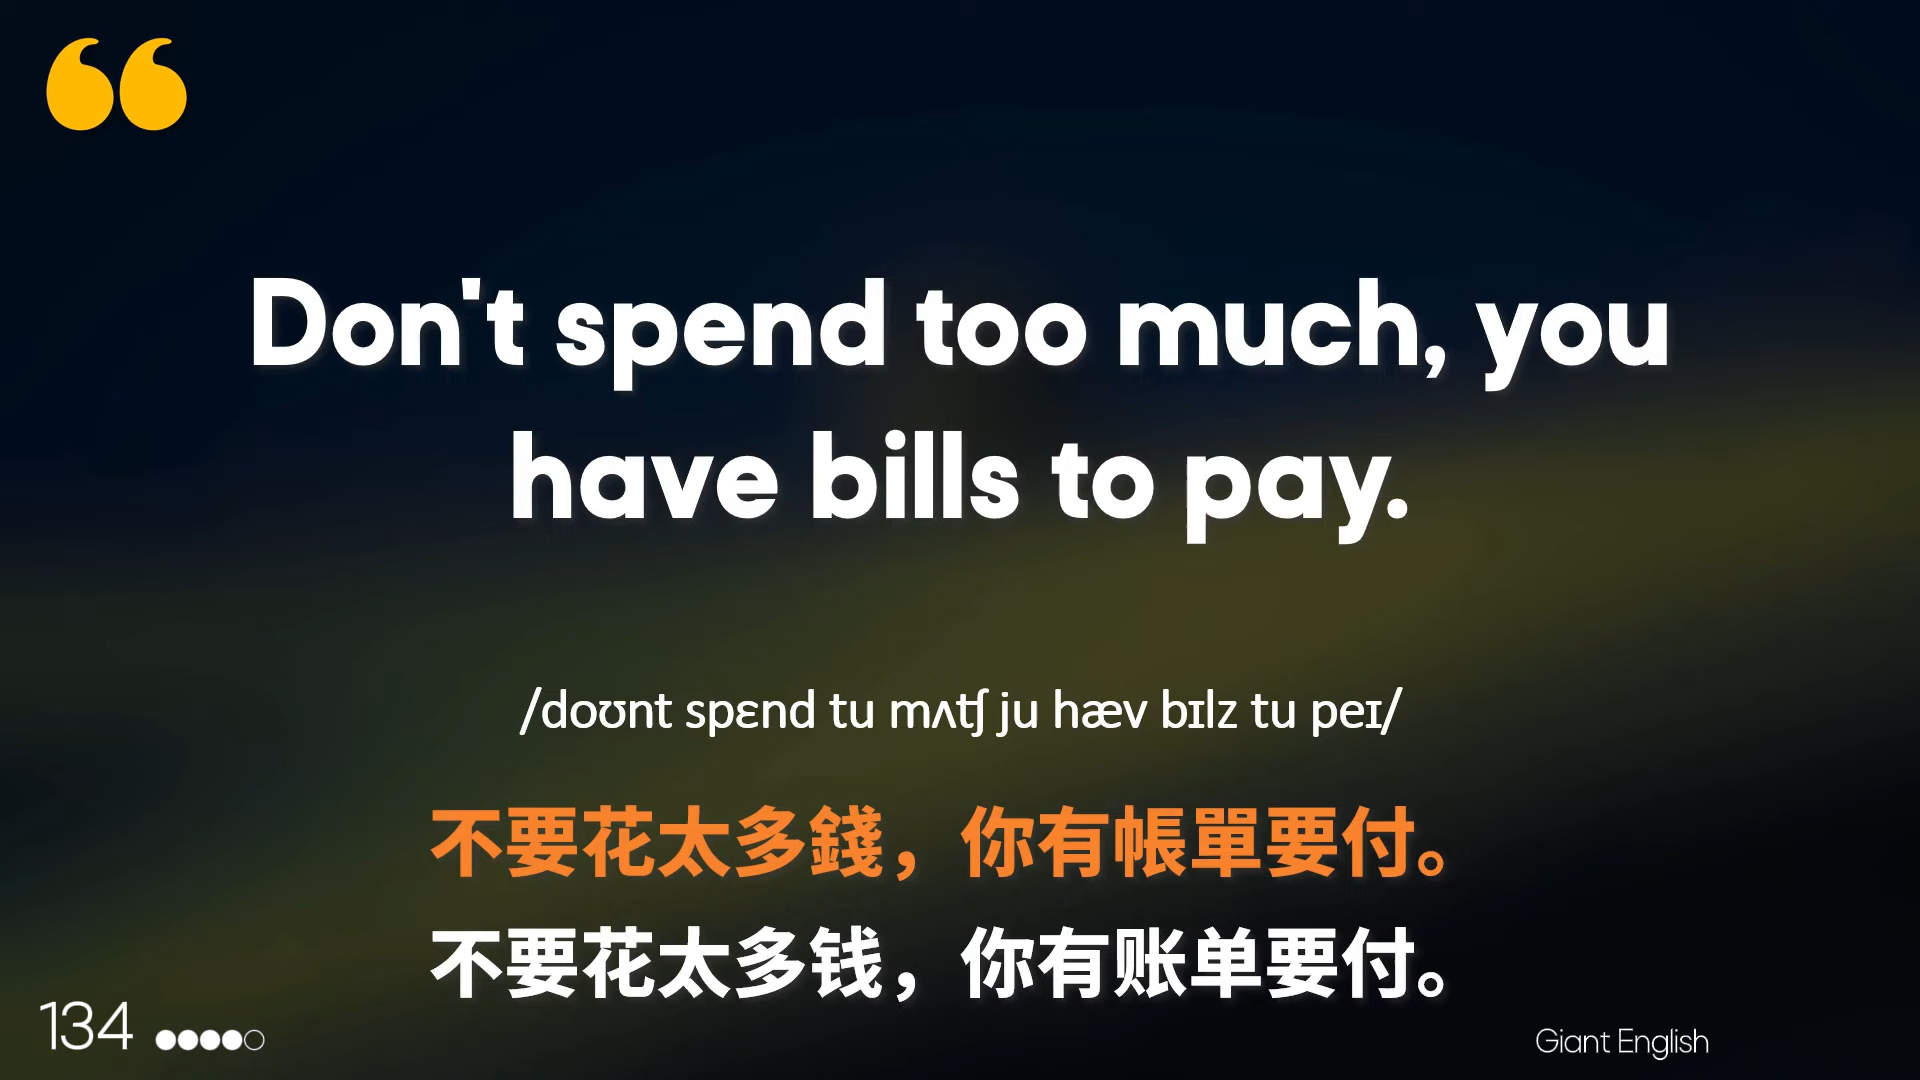 Don't spend too much, you
have bills to pay.
/doʊnt spɛnd tu mʌʧ ju hæv bɪlz tu peɪ/
不要花太多錢，你有帳單要付。
不要花太多钱，你有账单要付。
134
Giant English